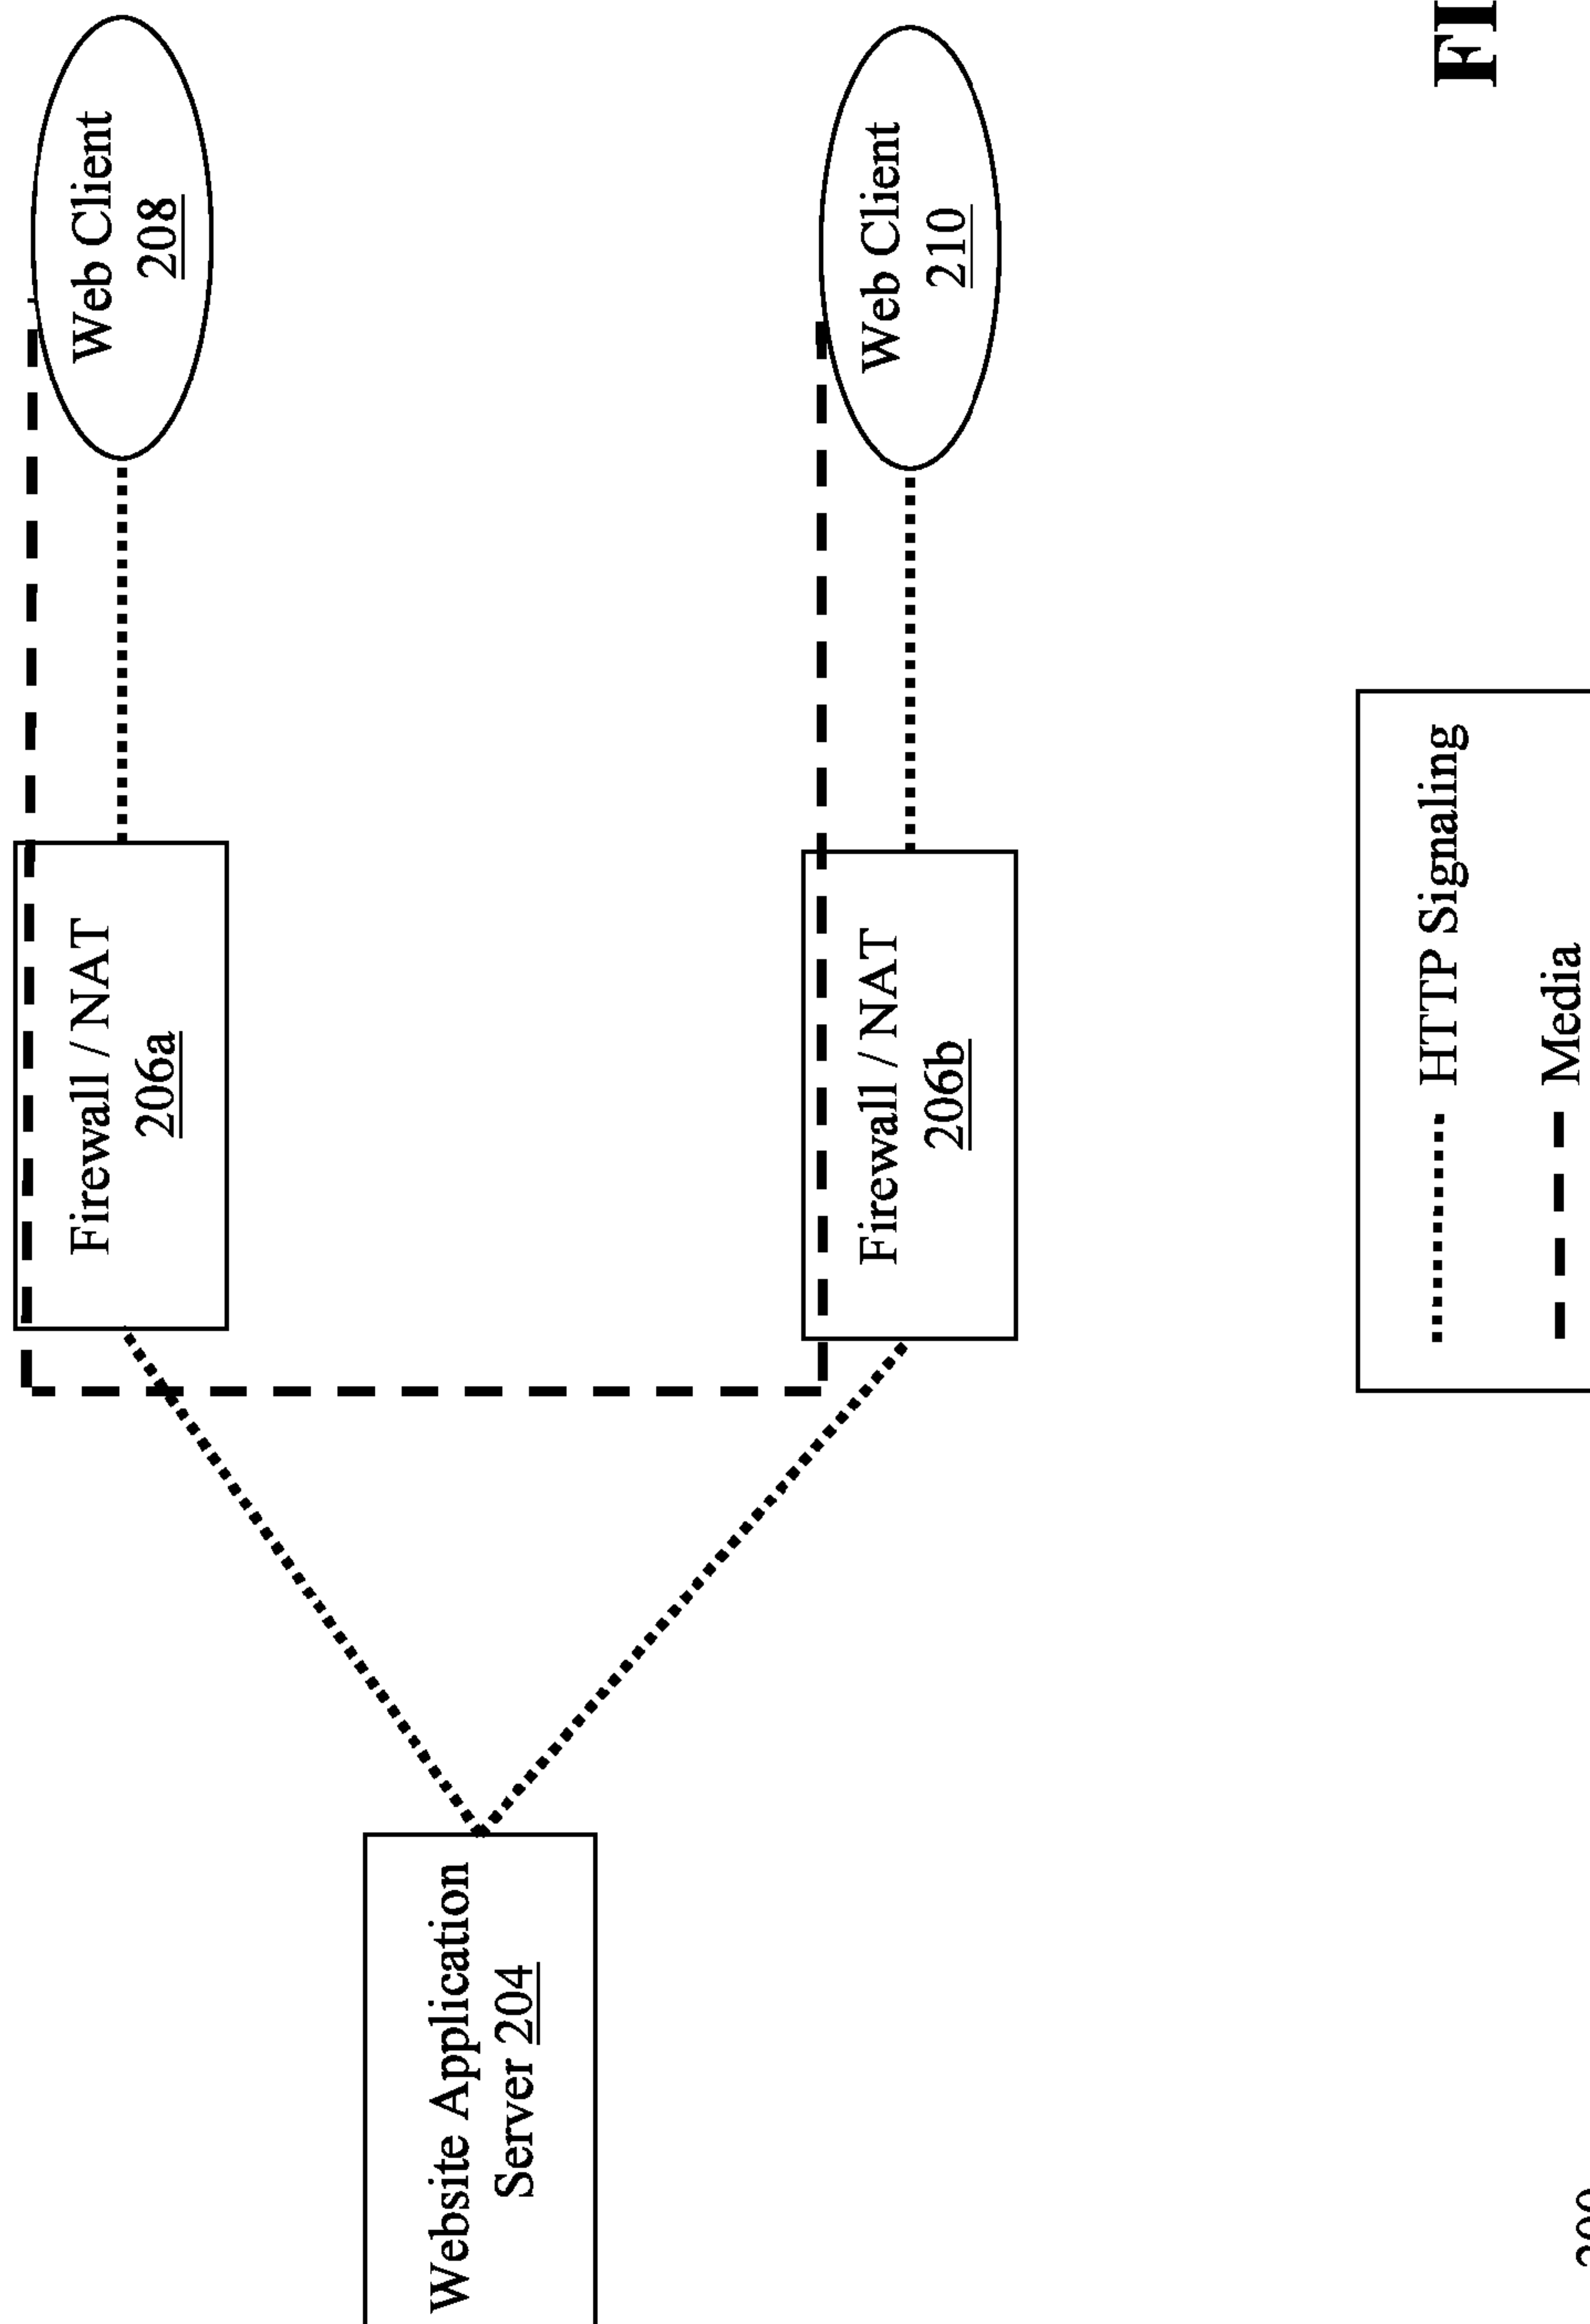 Firewall / NAT
206a
Web Client
208
Website Application
Server 204
Firewall / NAT
206b
Web Client
210
HTTP Signaling
Media
FI